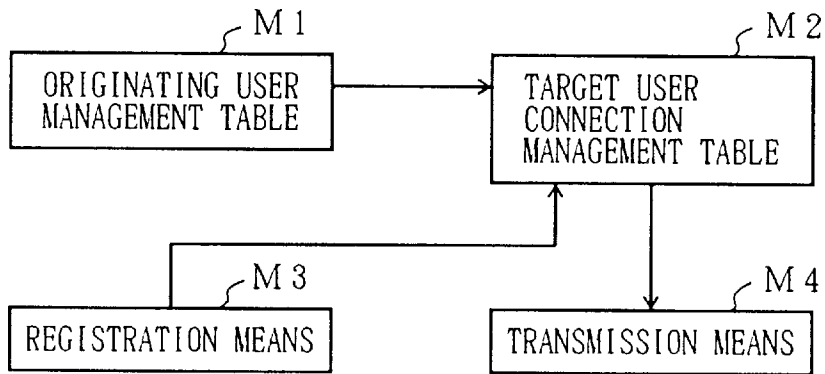 M1
ORIGINATING USER
MANAGEMENT TABLE
M2
TARGET USER
CONNECTION
MANAGEMENT TABLE
M3
REGISTRATION MEANS
M4
TRANSMISSION MEANS